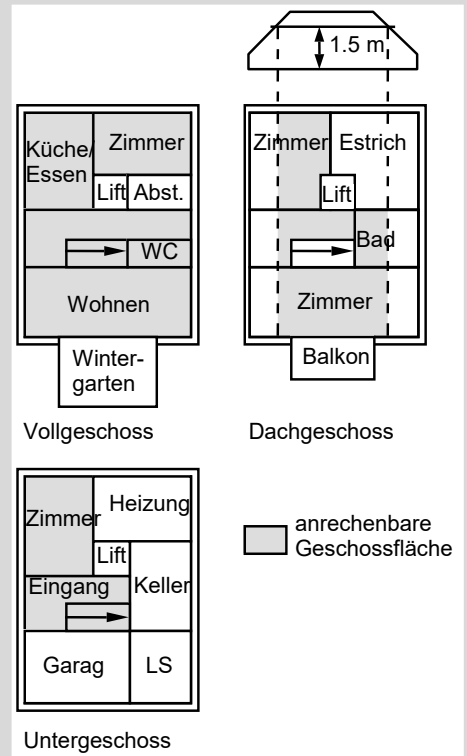 1.5 m
Küche/
Essen
Zimmer
Lift
Abst.
WC
Wohnen
Winter-
garten
Vollgeschoss
Zimmer
Estrich
Lift
Bad
Zimmer
Balkon
Dachgeschoss
Zimmer
Heizung
Lift
Eingang
Keller
Garag
LS
Untergeschoss
anrechenbare
Geschossfläche